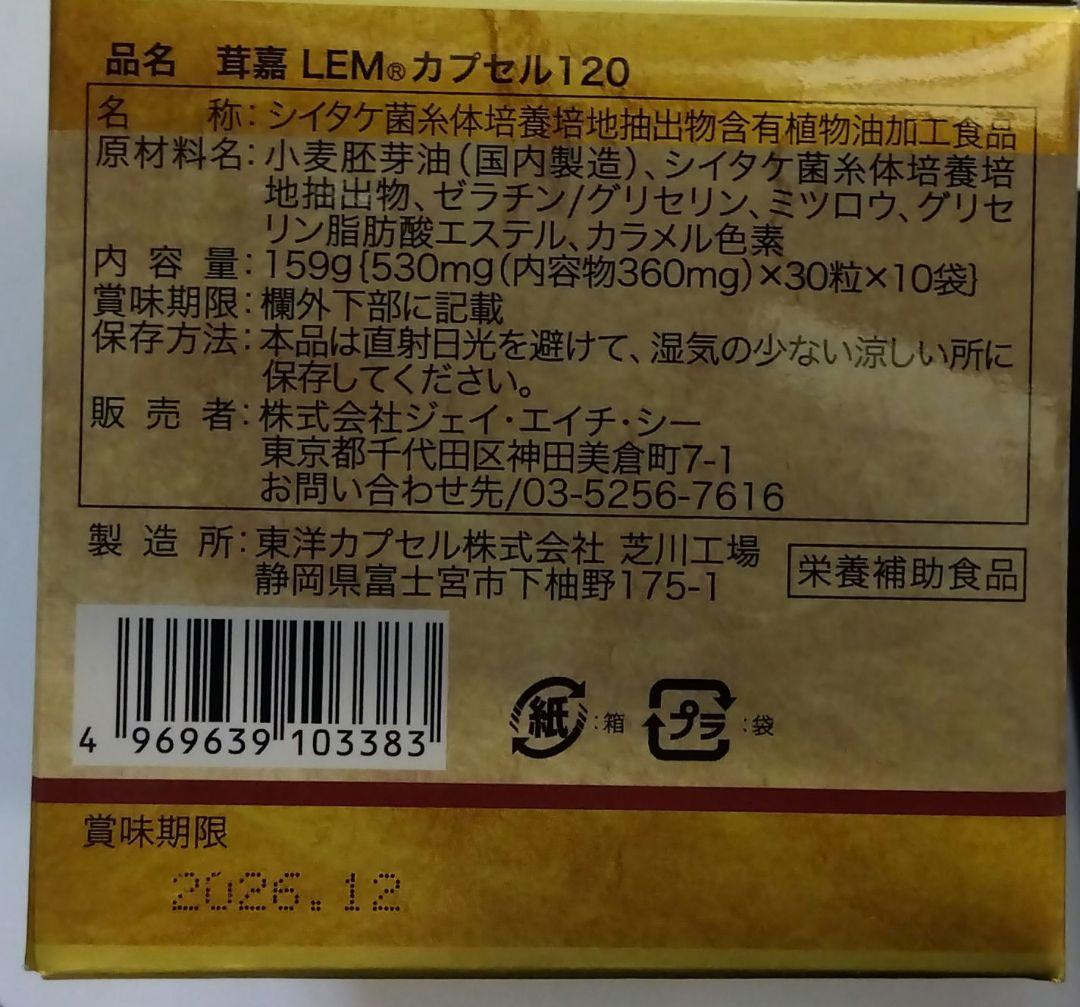 品名 茸嘉 LEM®カプセル120
名称：シイタケ菌糸体培養培地抽出物含有植物油加工食品
原材料名：小麦胚芽油（国内製造）、シイタケ菌糸体培養培
地抽出物、ゼラチン/グリセリン、ミツロウ、グリセ
リン脂肪酸エステル、カラメル色素
内容量：159g{530mg（内容物360mg）×30粒×10袋}
賞味期限：欄外下部に記載
保存方法：本品は直射日光を避けて、湿気の少ない涼しい所に
保存してください。
販売者：株式会社ジェイ・エイチ・シー
東京都千代田区神田美倉町7-1
お問い合わせ先/03-5256-7616
製造所：東洋カプセル株式会社 芝川工場
静岡県富士宮市下柚野175-1
栄養補助食品
4 969639 103383
紙：箱
プラ：袋
賞味期限
2026.12